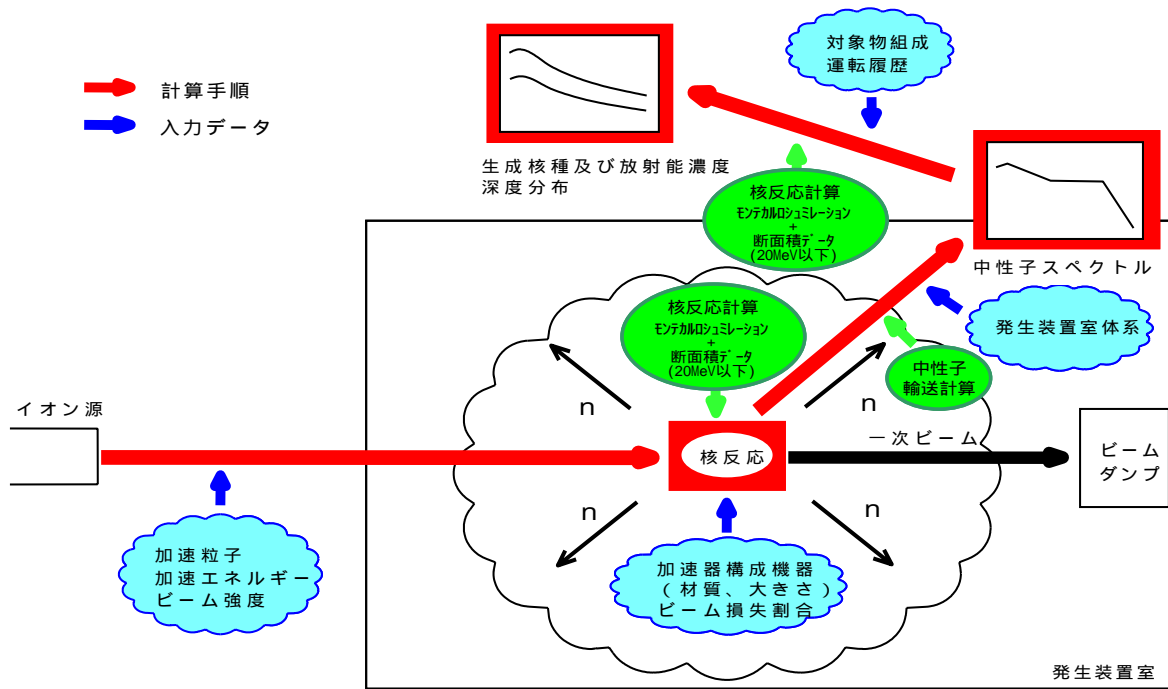 対象物組成
運転履歴
計算手順
入力データ
生成核種及び放射能濃度
深度分布
核反応計算
ﾓﾝﾃｶﾙﾛｼｭﾐﾚｰｼｮﾝ
+
断面積ﾃﾞｰﾀ
(20MeV以下)
中性子スペクトル
核反応計算
ﾓﾝﾃｶﾙﾛｼｭﾐﾚｰｼｮﾝ
+
断面積ﾃﾞｰﾀ
(20MeV以下)
発生装置室体系
中性子
輸送計算
イオン源
n
n
一次ビーム
核反応
ビーム
ダンプ
n
n
加速粒子
加速エネルギー
ビーム強度
加速器構成機器
(材質、大きさ)
ビーム損失割合
発生装置室